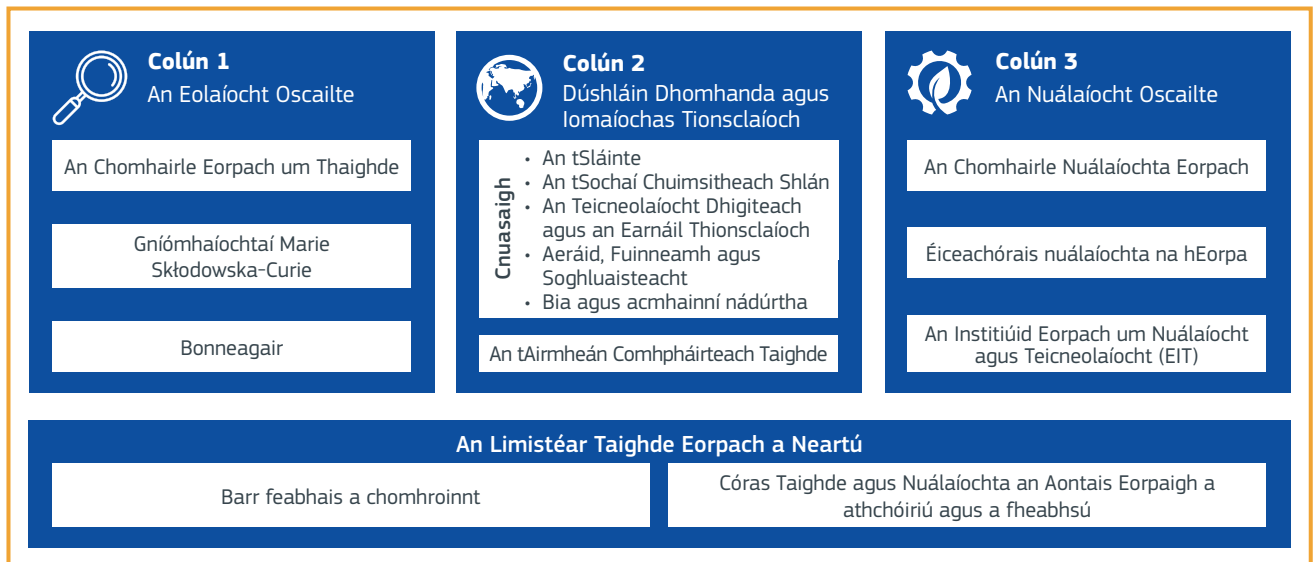 Colún 1
An Eolaíocht Oscailte
An Chomhairle Eorpach um Thaighde
Gníomhaíochtaí Marie
Skłodowska-Curie
Bonneagair
Colún 2
Dúshláin Dhomhanda agus
Iomaíochas Tionsclaíoch
Cnuasaigh
• An tSláinte
• An tSochaí Chuimsitheach Shlán
• An Teicneolaíocht Dhigiteach
agus an Earnáil Thionsclaíoch
• Aeráid, Fuinneamh agus
Soghluaisteacht
• Bia agus acmhainní nádúrtha
An tAirmheán Comhpháirteach Taighde
Colún 3
An Nuálaíocht Oscailte
An Chomhairle Nuálaíochta Eorpach
Éiceachórais nuálaíochta na hEorpa
An Institiúid Eorpach um Nuálaíocht
agus Teicneolaíocht (EIT)
An Limistéar Taighde Eorpach a Neartú
Barr feabhais a chomhroinnt
Córas Taighde agus Nuálaíochta an Aontais Eorpaigh a
athchóiriú agus a fheabhsú